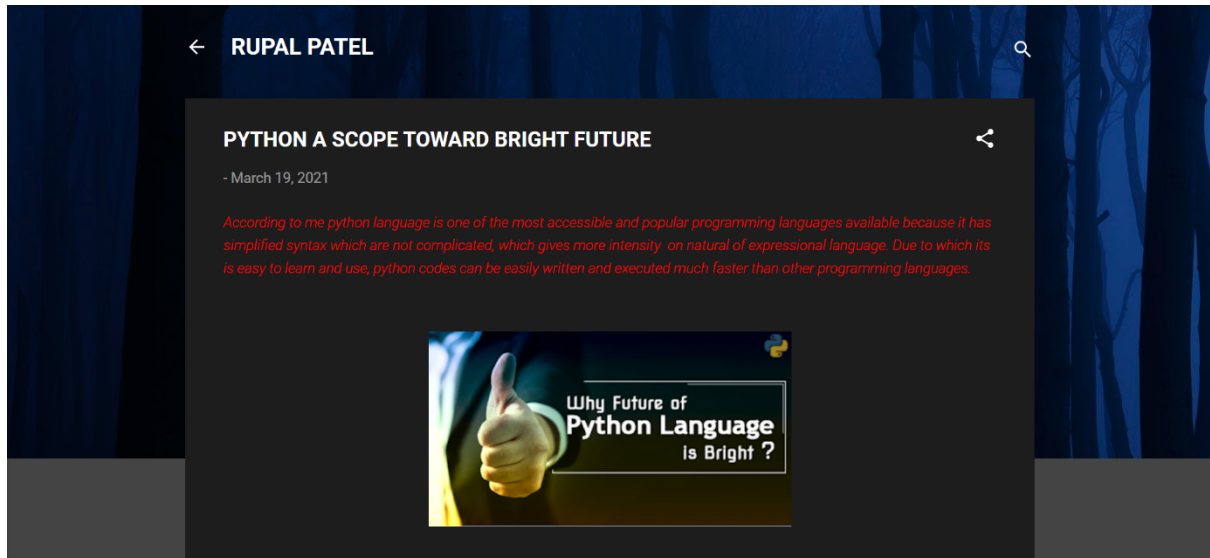 RUPAL PATEL
PYTHON A SCOPE TOWARD BRIGHT FUTURE
- March 19, 2021
According to me python language is one of the most accessible and popular programming languages available because it has
simplified syntax which are not complicated, which gives more intensity  on natural of expressional language. Due to which its
is easy to learn and use, python codes can be easily written and executed much faster than other programming languages.
Why Future of
Python Language
is Bright ?